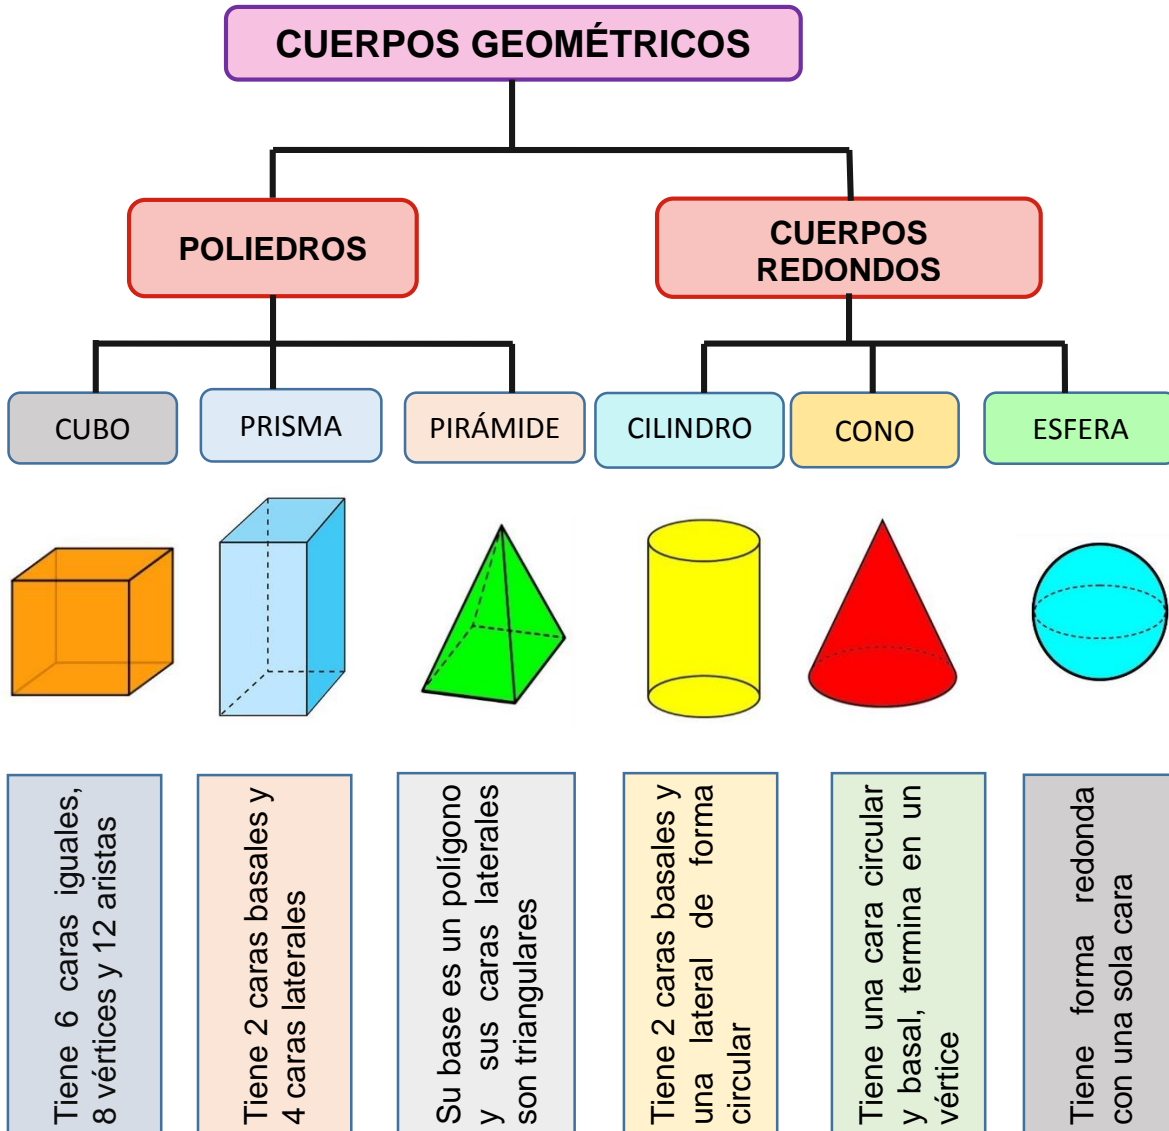 CUERPOS GEOMÉTRICOS
POLIEDROS
CUERPOS
REDONDOS
CUBO
PRISMA
PIRÁMIDE
CILINDRO
CONO
ESFERA
Tiene 6 caras iguales,
8 vértices y 12 aristas
Tiene 2 caras basales y
4 caras laterales
Su base es un polígono
y sus caras laterales
son triangulares
Tiene 2 caras basales y
una lateral de forma
circular
Tiene una cara circular
y basal, termina en un
vértice
Tiene forma redonda
con una sola cara